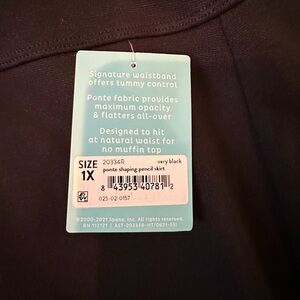 Signature waistband
offers tummy control
Ponte fabric provides
maximum opacity
& flatters all-over
Designed to hit
at natural waist for
no muffin top
SIZE 20334R very black
1X ponte shaping pencil skirt
8 43953 40781 2
025-02-0157
©2000-2021 Spanx, Inc. All rights reserved.
RN 112721 |